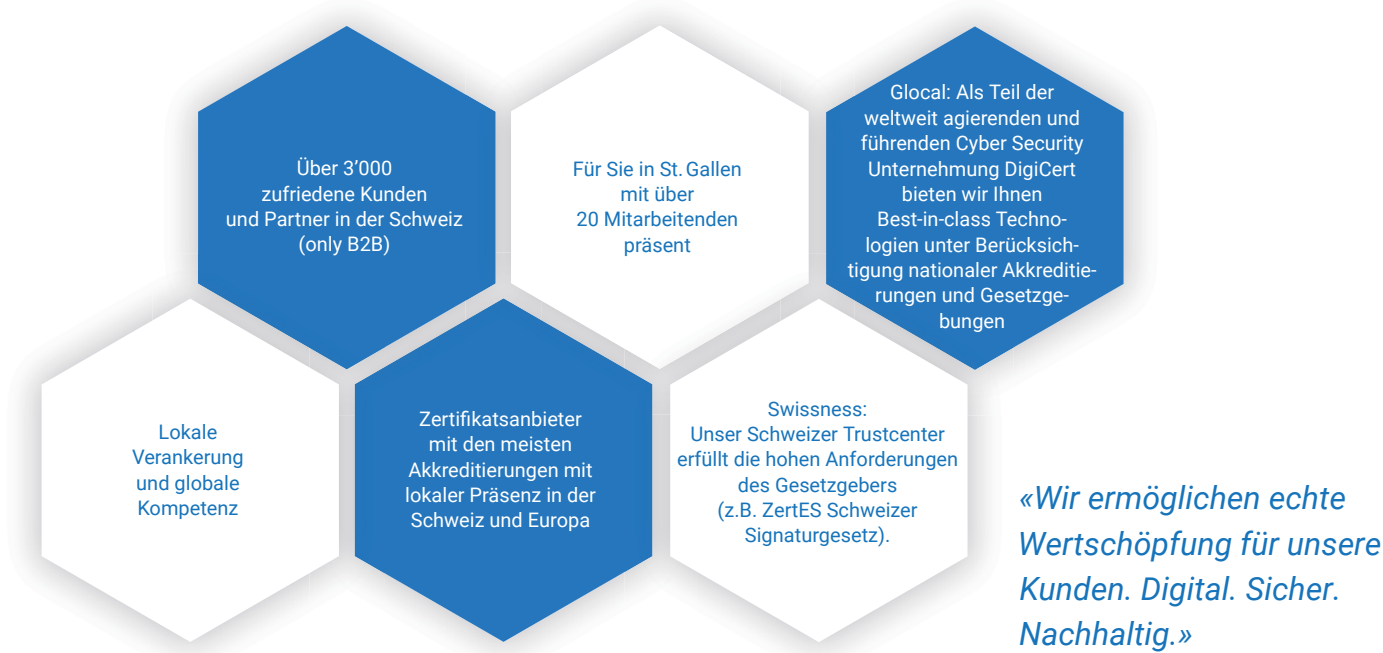 Über 3’000
zufriedene Kunden
und Partner in der Schweiz
(only B2B)
Für Sie in St. Gallen
mit über
20 Mitarbeitenden
präsent
Glocal: Als Teil der
weltweit agierenden und
führenden Cyber Security
Unternehmung DigiCert
bieten wir Ihnen
Best-in-class Techno-
logien unter Berücksich-
tigung nationaler Akkreditie-
rungen und Gesetzge-
bungen
Lokale
Verankerung
und globale
Kompetenz
Zertifikatsanbieter
mit den meisten
Akkreditierungen mit
lokaler Präsenz in der
Schweiz und Europa
Swissness:
Unser Schweizer Trustcenter
erfüllt die hohen Anforderungen
des Gesetzgebers
(z.B. ZertES Schweizer
Signaturgesetz).
«Wir ermöglichen echte
Wertschöpfung für unsere
Kunden. Digital. Sicher.
Nachhaltig.»